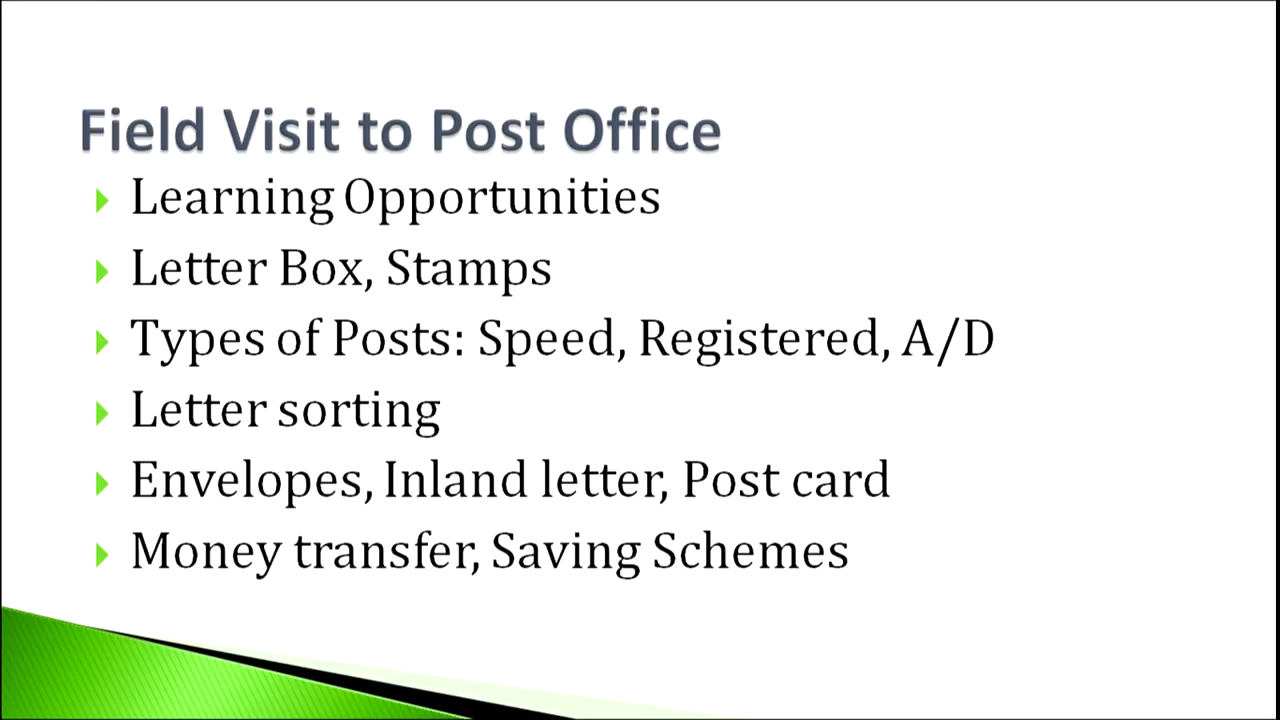 Field Visit to Post Office
Learning Opportunities
Letter Box, Stamps
Types of Posts: Speed, Registered, A/D
Letter sorting
Envelopes, Inland letter, Post card
Money transfer, Saving Schemes